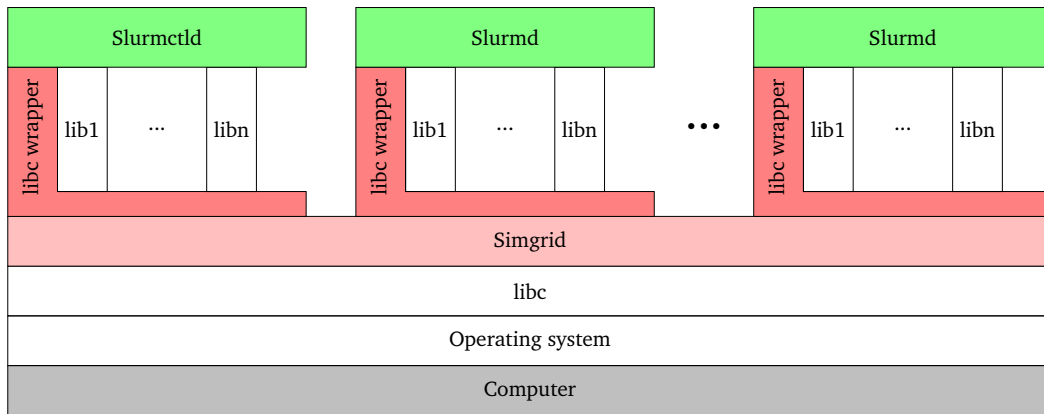 Slurmctld
Slurmd
Slurmd
libc wrapper
lib1
...
libn
libc wrapper
lib1
...
libn
...
libc wrapper
lib1
...
libn
Simgrid
libc
Operating system
Computer